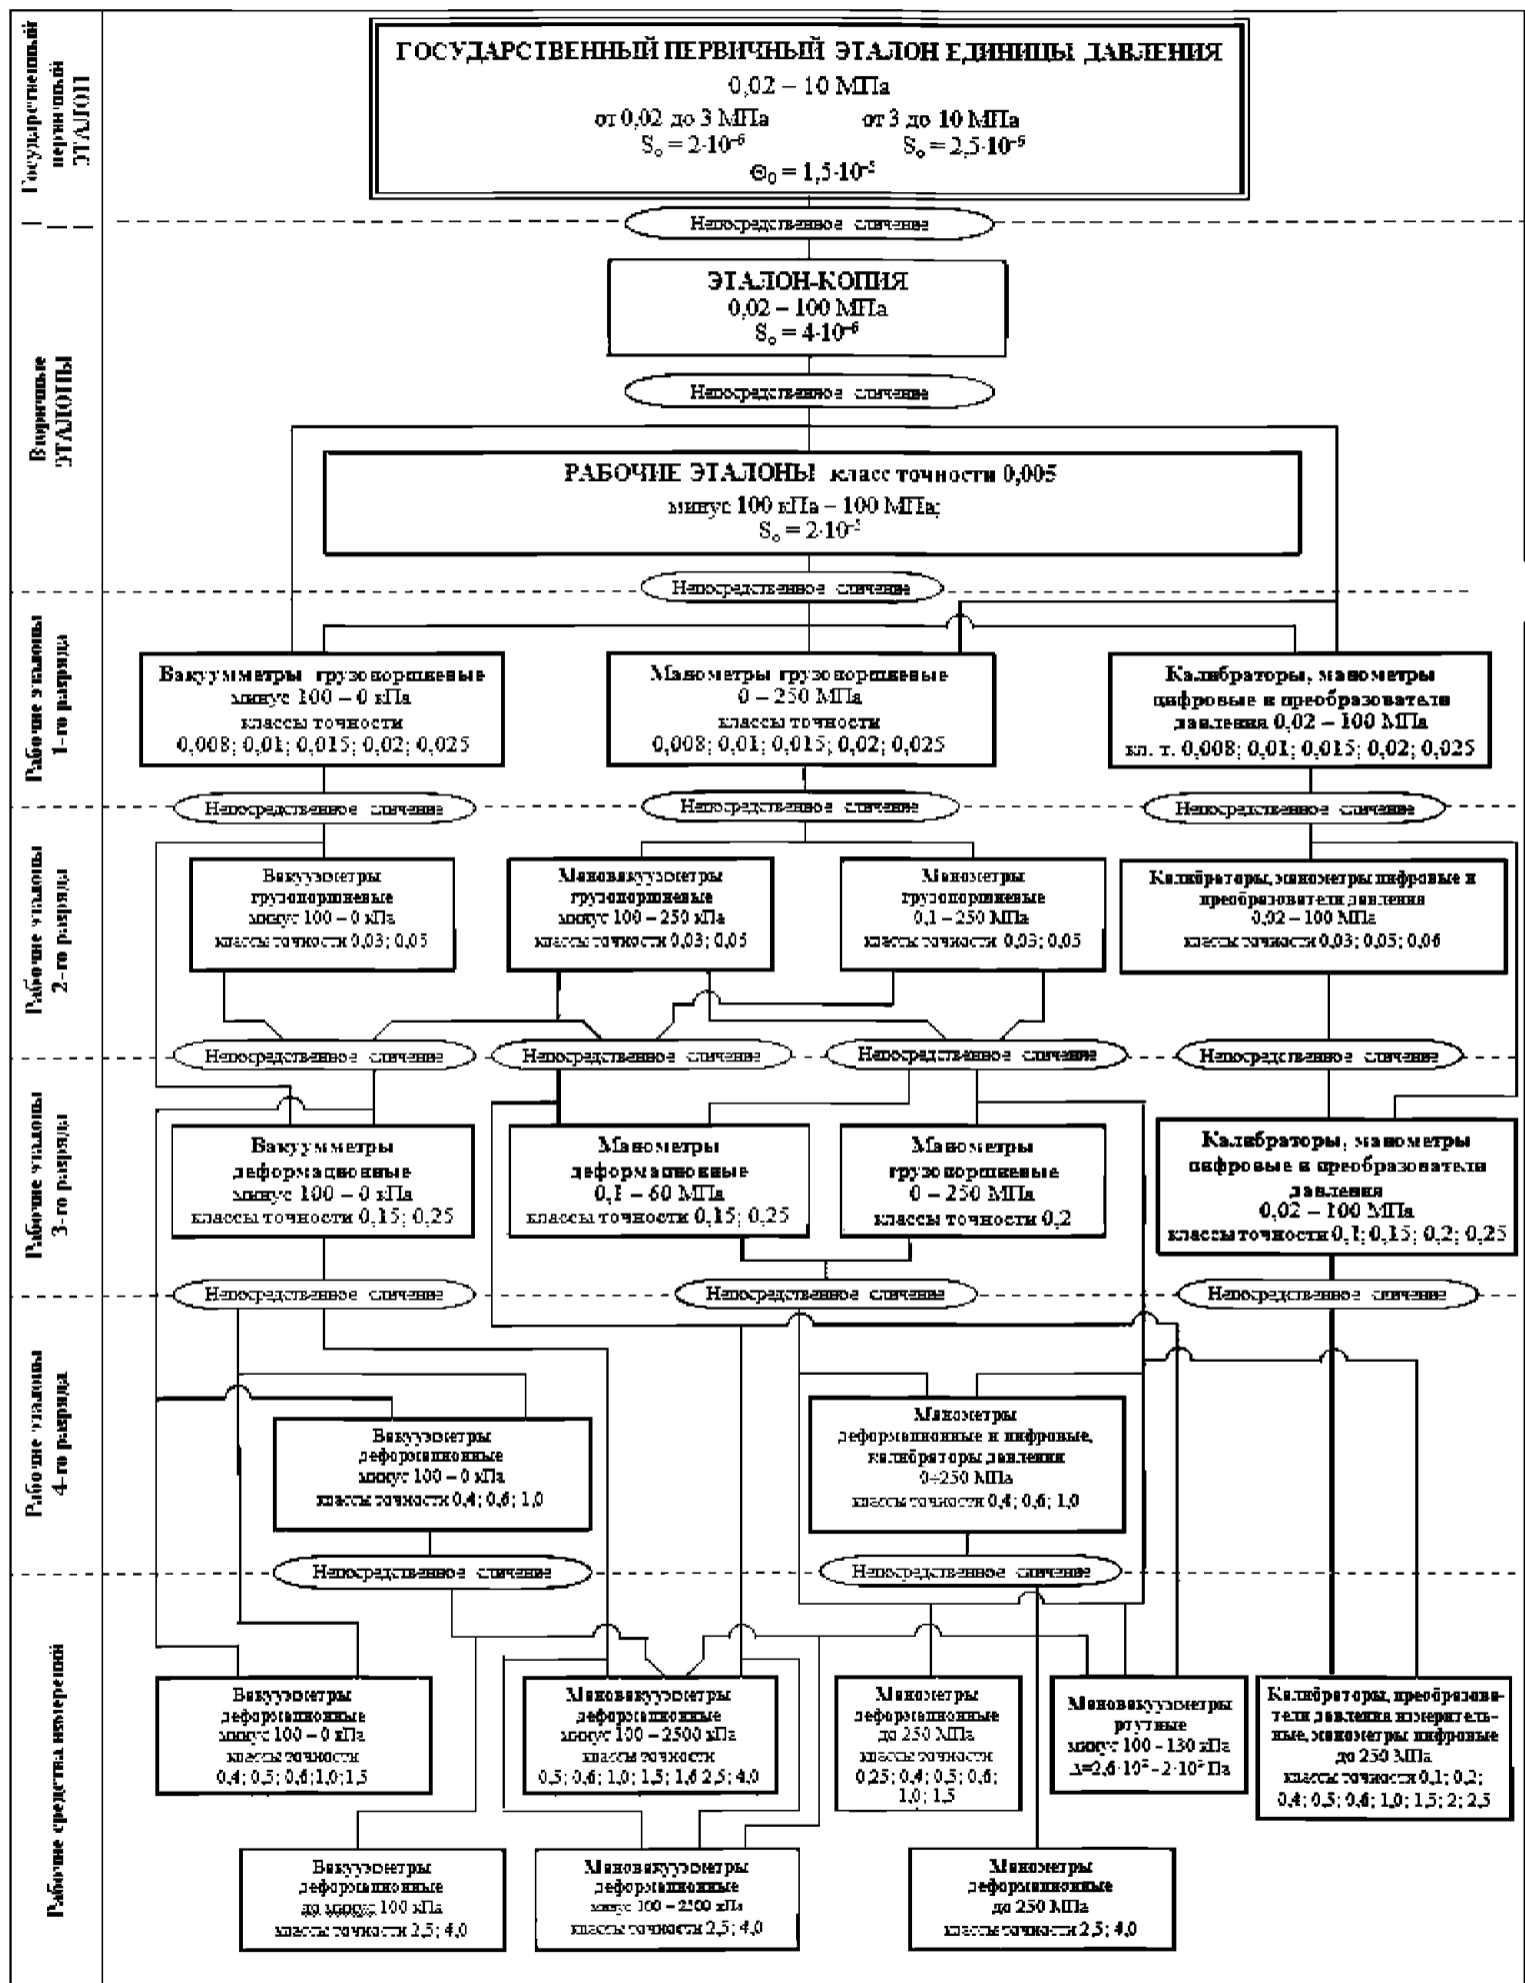 Государственный
первичный
ЭТАЛОН
ГОСУДАРСТВЕННЫЙ ПЕРВИЧНЫЙ ЭТАЛОН ЕДИНИЦЫ ДАВЛЕНИЯ
0,02 – 10 МПа
от 0,02 до 3 МПа
от 3 до 10 МПа
Sₒ = 2·10⁻⁶
Sₒ = 2,5·10⁻⁶
Θ₀ = 1,5·10⁻⁵
Непосредственное сличение
Вторичные
ЭТАЛОНЫ
ЭТАЛОН-КОПИЯ
0,02 – 100 МПа
Sₒ = 4·10⁻⁶
Непосредственное сличение
РАБОЧИЕ ЭТАЛОНЫ класс точности 0,005
минус 100 кПа – 100 МПа;
Sₒ = 2·10⁻⁵
Непосредственное сличение
Рабочие эталоны
1-го разряда
Вакуумметры грузопоршневые
минус 100 – 0 кПа
классы точности
0,008; 0,01; 0,015; 0,02; 0,025
Манометры грузопоршневые
0 – 250 МПа
классы точности
0,008; 0,01; 0,015; 0,02; 0,025
Калибраторы, манометры
цифровые и преобразователи
давления 0,02 – 100 МПа
кл. т. 0,008; 0,01; 0,015; 0,02; 0,025
Непосредственное сличение
Непосредственное сличение
Непосредственное сличение
Рабочие эталоны
2-го разряда
Вакуумметры
грузопоршневые
минус 100 – 0 кПа
классы точности 0,03; 0,05
Мановакуумметры
грузопоршневые
минус 100 – 250 кПа
классы точности 0,03; 0,05
Манометры
грузопоршневые
0,1 – 250 МПа
классы точности 0,03; 0,05
Калибраторы, манометры цифровые и
преобразователи давления
0,02 – 100 МПа
классы точности 0,03; 0,05; 0,06
Непосредственное сличение
Непосредственное сличение
Непосредственное сличение
Непосредственное сличение
Рабочие эталоны
3-го разряда
Вакуумметры
деформационные
минус 100 – 0 кПа
классы точности 0,15; 0,25
Манометры
деформационные
0,1 – 60 МПа
классы точности 0,15; 0,25
Манометры
грузопоршневые
0 – 250 МПа
классы точности 0,2
Калибраторы, манометры
цифровые и преобразователи
давления
0,02 – 100 МПа
классы точности 0,1; 0,15; 0,2; 0,25
Непосредственное сличение
Непосредственное сличение
Непосредственное сличение
Рабочие эталоны
4-го разряда
Вакуумметры
деформационные
минус 100 – 0 кПа
классы точности 0,4; 0,6; 1,0
Манометры
деформационные и цифровые,
калибраторы давления
0÷250 МПа
классы точности 0,4; 0,6; 1,0
Непосредственное сличение
Непосредственное сличение
Рабочие средства измерений
Вакуумметры
деформационные
минус 100 – 0 кПа
классы точности
0,4; 0,5; 0,6; 1,0; 1,5
Мановакуумметры
деформационные
минус 100 – 2500 кПа
классы точности
0,5; 0,6; 1,0; 1,5; 1,6 2,5; 4,0
Манометры
деформационные
до 250 МПа
классы точности
0,25; 0,4; 0,5; 0,6;
1,0; 1,5
Мановакуумметры
ртутные
минус 100 - 130 кПа
Калибраторы, преобразова-
тели давления измеритель-
ные, манометры цифровые
до 250 МПа
классы точности 0,1; 0,2;
0,4; 0,5; 0,6; 1,0; 1,5; 2; 2,5
Вакуумметры
деформационные
до минус 100 кПа
классы точности 2,5; 4,0
Мановакуумметры
деформационные
минус 100 – 2500 кПа
классы точности 2,5; 4,0
Манометры
деформационные
до 250 МПа
классы точности 2,5; 4,0